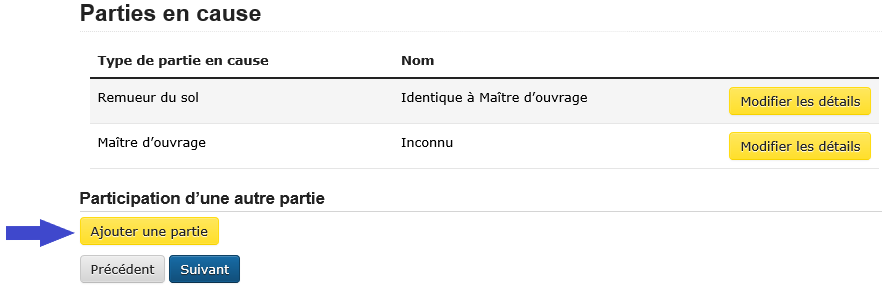 Parties en cause
Type de partie en cause Nom
Remueur du sol Identique à Maître d’ouvrage Modifier les détails
Maître d’ouvrage Inconnu Modifier les détails
Participation d’une autre partie
Ajouter une partie
Précédent Suivant